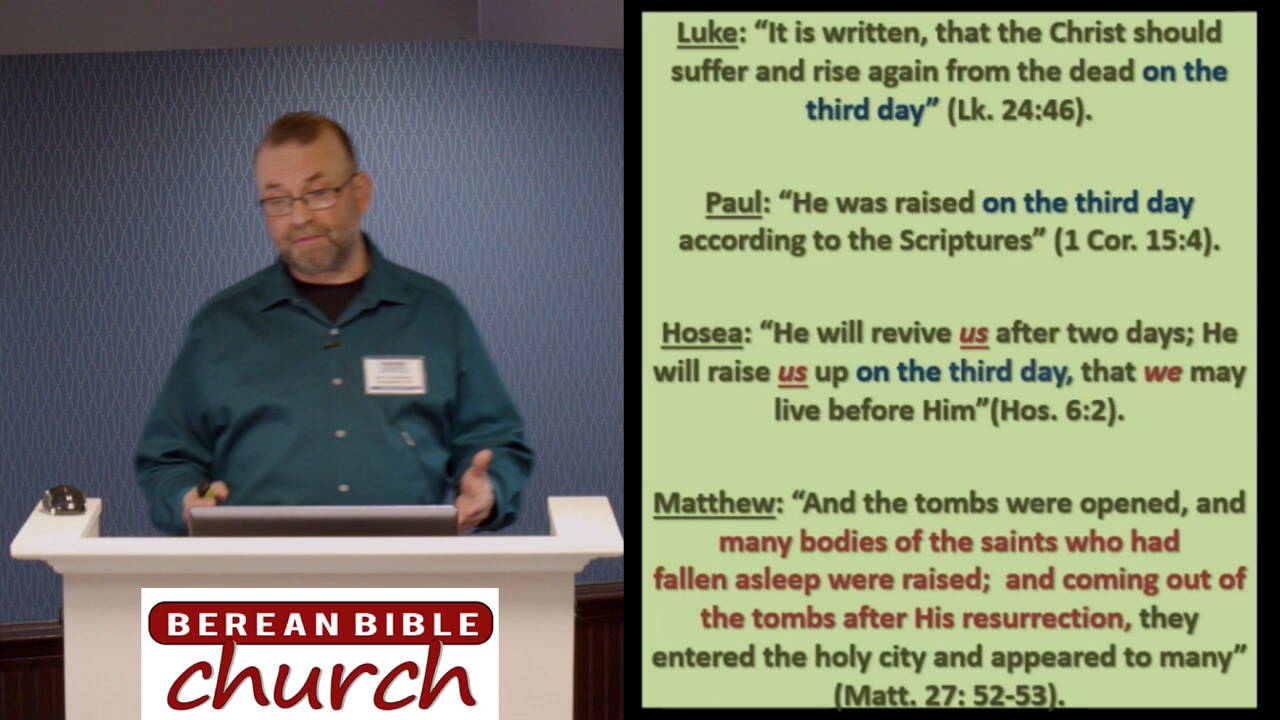 Luke: “It is written, that the Christ should
suffer and rise again from the dead on the
third day” (Lk. 24:46).
Paul: “He was raised on the third day
according to the Scriptures” (1 Cor. 15:4).
Hosea: “He will revive us after two days; He
will raise us up on the third day, that we may
live before Him”(Hos. 6:2).
Matthew: “And the tombs were opened, and
many bodies of the saints who had
fallen asleep were raised;  and coming out of
the tombs after His resurrection, they
entered the holy city and appeared to many”
(Matt. 27: 52-53).
BEREAN BIBLE
church